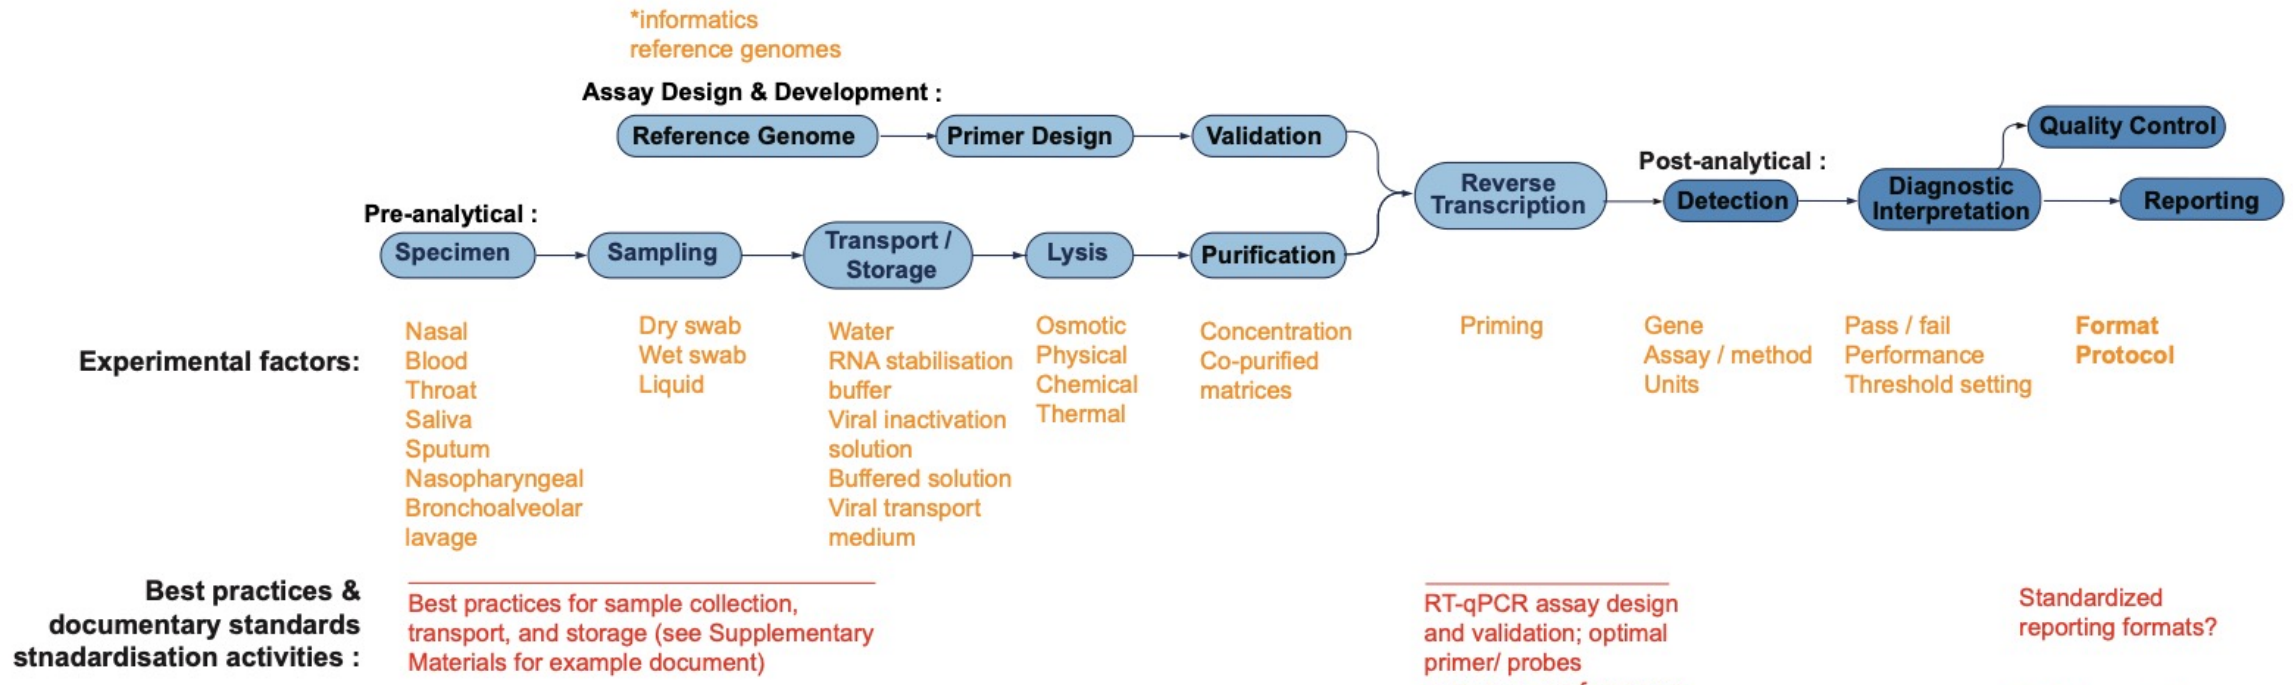 *informatics
reference genomes
Assay Design & Development :
Reference Genome
Primer Design
Validation
Quality Control
Post-analytical :
Reverse
Transcription
Detection
Diagnostic
Interpretation
Reporting
Pre-analytical :
Specimen
Sampling
Transport /
Storage
Lysis
Purification
Experimental factors:
Nasal
Blood
Throat
Saliva
Sputum
Nasopharyngeal
Bronchoalveolar
lavage
Dry swab
Wet swab
Liquid
Water
RNA stabilisation
buffer
Viral inactivation
solution
Buffered solution
Viral transport
medium
Osmotic
Physical
Chemical
Thermal
Concentration
Co-purified
matrices
Priming
Gene
Assay / method
Units
Pass / fail
Performance
Threshold setting
Format
Protocol
Best practices &
documentary standards
stnadardisation activities :
Best practices for sample collection,
transport, and storage (see Supplementary
Materials for example document)
RT-qPCR assay design
and validation; optimal
primer/ probes
Standardized
reporting formats?